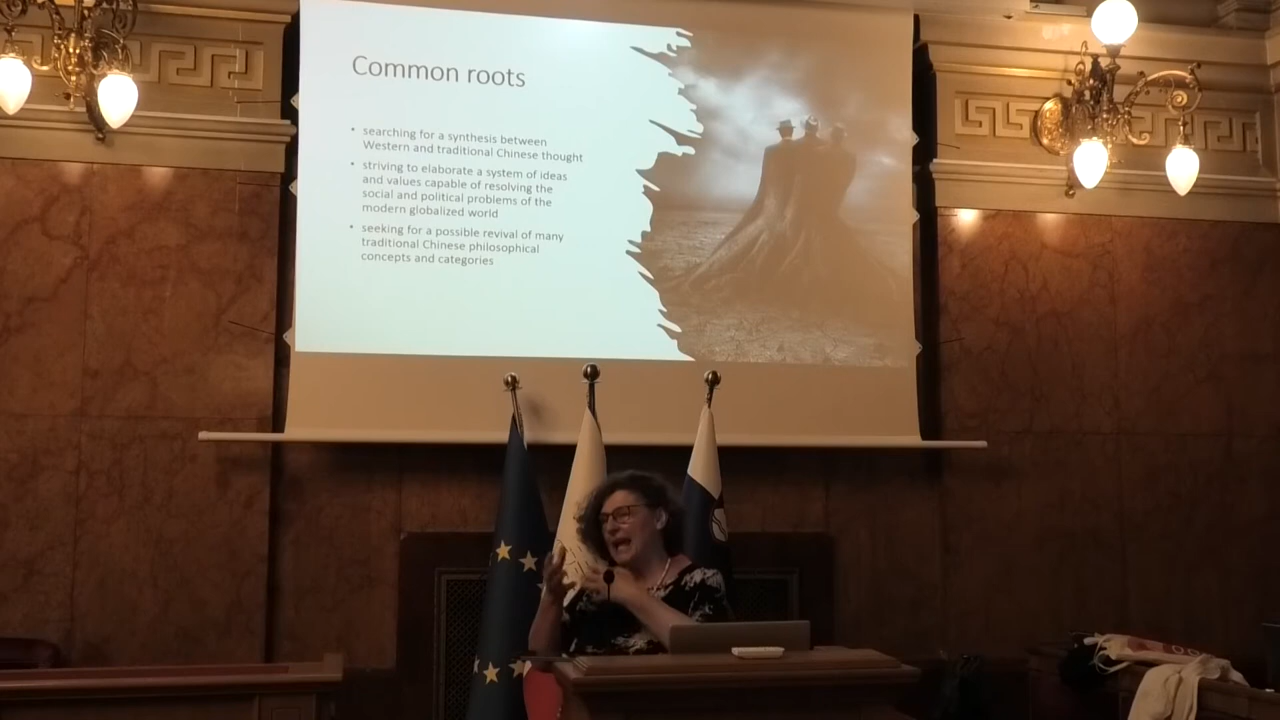 Common roots
• searching for a synthesis between
Western and traditional Chinese thought
• striving to elaborate a system of ideas
and values capable of resolving the
social and political problems of the
modern globalized world
• seeking for a possible revival of many
traditional Chinese philosophical
concepts and categories